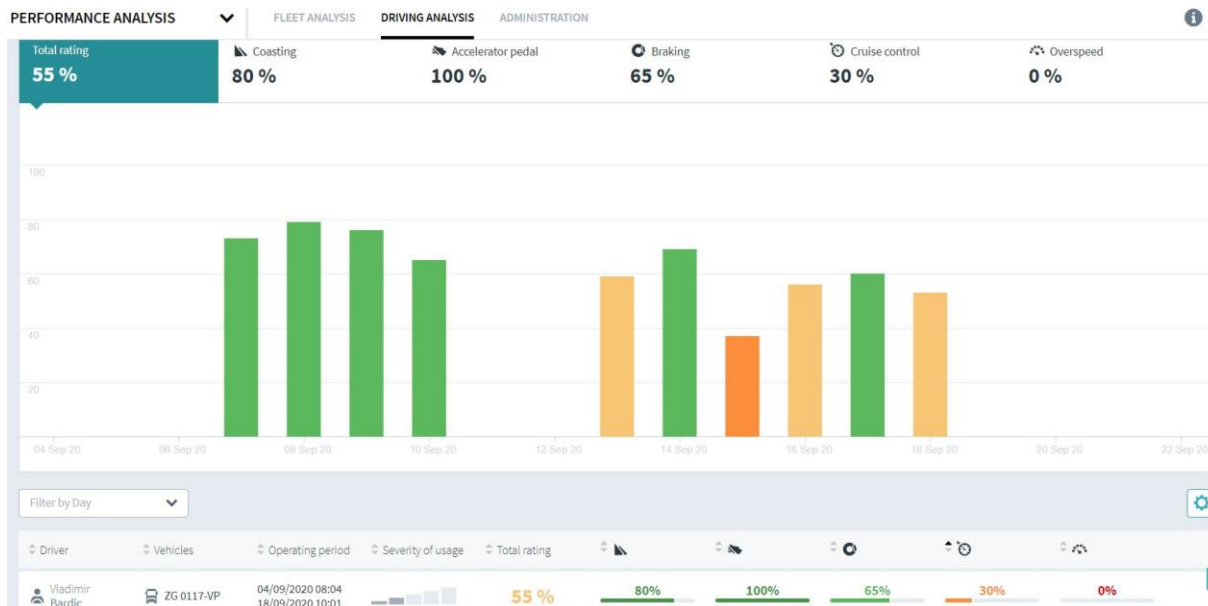 PERFORMANCE ANALYSIS FLEET ANALYSIS DRIVING ANALYSIS ADMINISTRATION
Total rating Coasting Accelerator pedal Braking Cruise control Overspeed
55 % 80 % 100 % 65 % 30 % 0 %
100
80
60
40
20
04 Sep 20 06 Sep 20 08 Sep 20 10 Sep 20 12 Sep 20 14 Sep 20 16 Sep 20 18 Sep 20 20 Sep 20 22 Sep 20
Filter by Day
Driver Vehicles Operating period Severity of usage Total rating
Vladimir Bardic ZG 0117-VP 04/09/2020 08:04 55 % 80% 100% 65% 30% 0%
18/09/2020 10:01